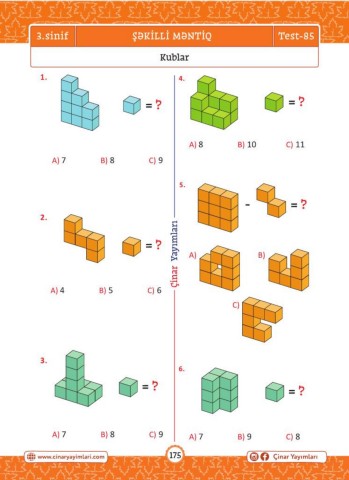 3.sinif
ŞƏKİLLİ MƏNTİQ
Test-85
Kublar
1.
= ?
A) 7 B) 8 C) 9
2.
= ?
A) 4 B) 5 C) 6
3.
= ?
A) 7 B) 8 C) 9
Çinar Yayımları
4.
= ?
A) 8 B) 10 C) 11
5.
- = ?
A) B)
C)
6.
= ?
A) 7 B) 9 C) 8
www.cinaryayimlari.com
175
Çinar Yayımları